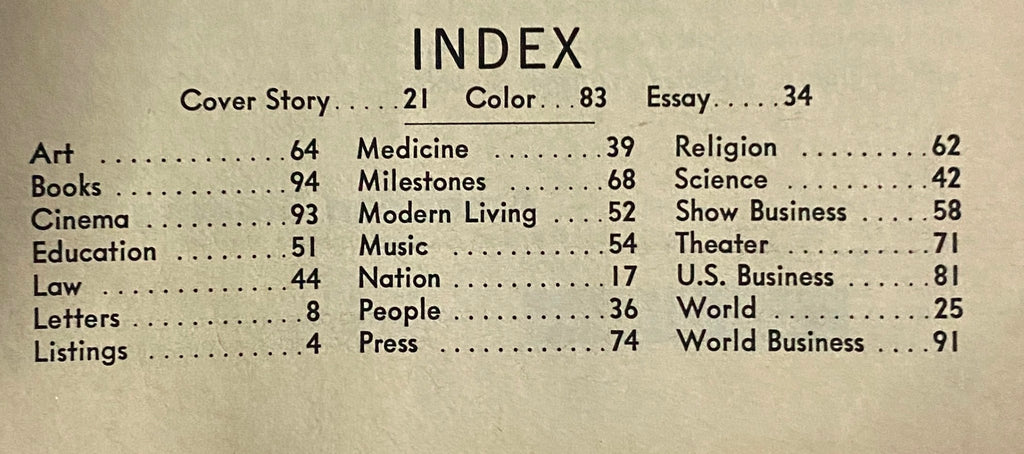 INDEX
Cover Story.....21 Color...83 Essay.....34
Art .............64 Medicine ........39 Religion .........62
Books ............94 Milestones .......68 Science ..........42
Cinema ...........93 Modern Living ....52 Show Business .....58
Education .........51 Music ............54 Theater ...........71
Law ..............44 Nation ...........17 U.S. Business .......81
Letters ............8 People ............36 World ............25
Listings ...........4 Press ............74 World Business ....91